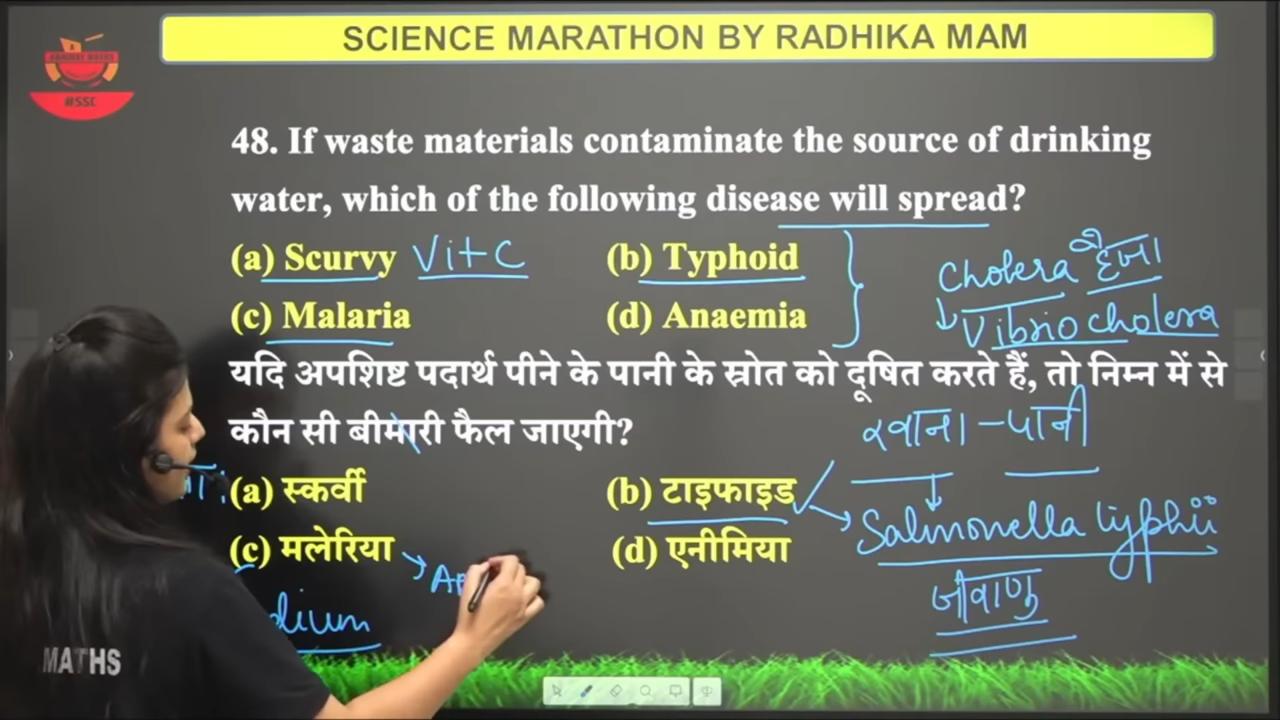 SCIENCE MARATHON BY RADHIKA MAM
#SSC
48. If waste materials contaminate the source of drinking
water, which of the following disease will spread?
(a) Scurvy Vit C (b) Typhoid
Cholera हैजा
(c) Malaria (d) Anaemia
Vibrio cholera
यदि अपशिष्ट पदार्थ पीने के पानी के स्रोत को दूषित करते हैं, तो निम्न में से
कौन सी बीमारी फैल जाएगी?
खाना - पानी
(a) स्कर्वी (b) टाइफाइड
Salmonella typhii
(c) मलेरिया (d) एनीमिया
जीवाणु
dium
MATHS